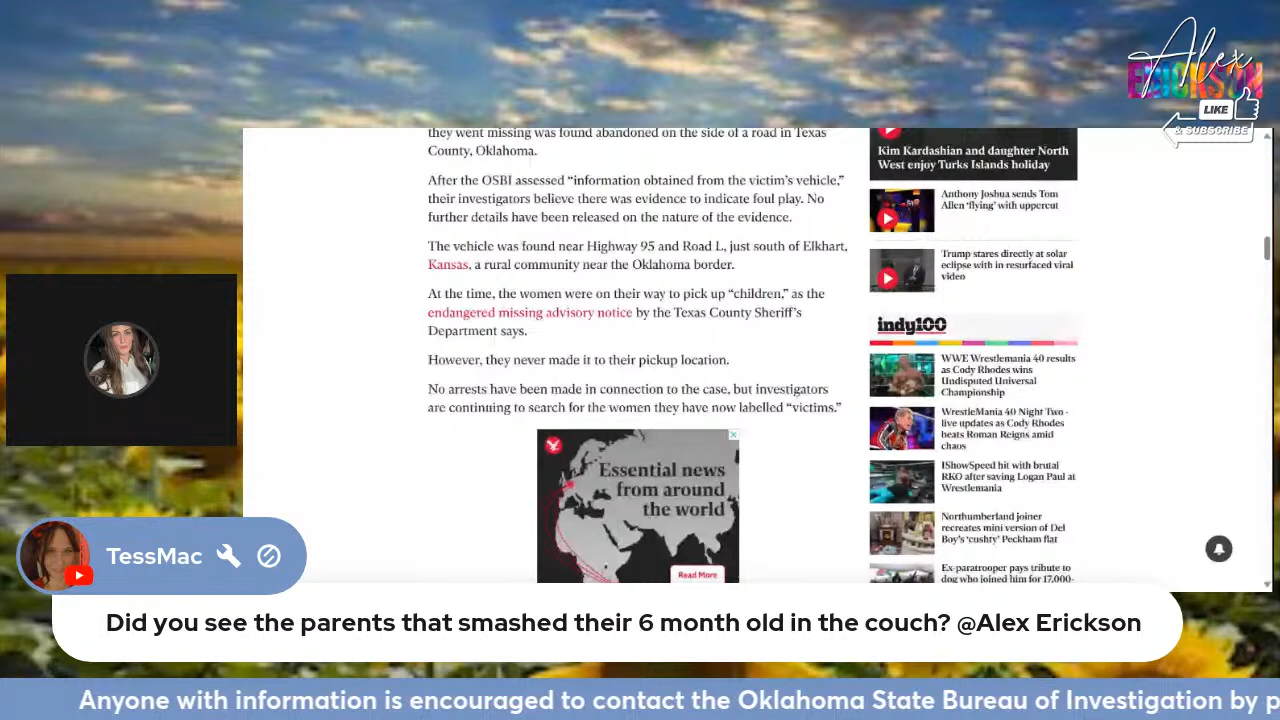 Alex
ERICKSON
LIKE
& SUBSCRIBE
they went missing was found abandoned on the side of a road in Texas
County, Oklahoma.
After the OSBI assessed “information obtained from the victim’s vehicle,”
their investigators believe there was evidence to indicate foul play. No
further details have been released on the nature of the evidence.
The vehicle was found near Highway 95 and Road L, just south of Elkhart,
Kansas, a rural community near the Oklahoma border.
At the time, the women were on their way to pick up “children,” as the
endangered missing advisory notice by the Texas County Sheriff’s
Department says.
However, they never made it to their pickup location.
No arrests have been made in connection to the case, but investigators
are continuing to search for the women they have now labelled “victims.”
Essential news
from around
the world
Read More
Kim Kardashian and daughter North
West enjoy Turks Islands holiday
Anthony Joshua sends Tom
Allen ‘flying’ with uppercut
Trump stares directly at solar
eclipse with in resurfaced viral
video
indy100
WWE Wrestlemania 40 results
as Cody Rhodes wins
Undisputed Universal
Championship
WrestleMania 40 Night Two -
live updates as Cody Rhodes
beats Roman Reigns amid
chaos
IShowSpeed hit with brutal
RKO after saving Logan Paul at
Wrestlemania
Northumberland joiner
recreates mini version of Del
Boy’s ‘cushty’ Peckham flat
Ex-paratrooper pays tribute to
dog who joined him for 17,000-
TessMac
Did you see the parents that smashed their 6 month old in the couch? @Alex Erickson
Anyone with information is encouraged to contact the Oklahoma State Bureau of Investigation by p